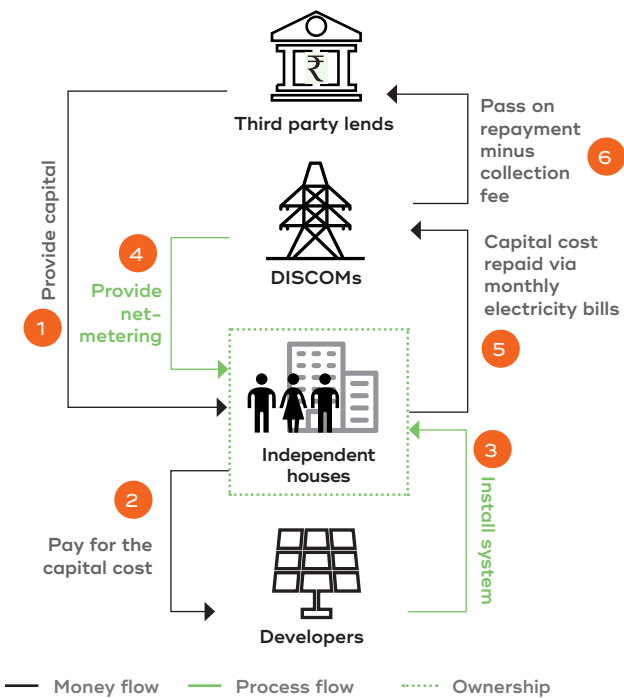 ₹
Third party lends
Pass on
repayment
minus
collection
fee
6
Provide capital
1
4
Provide
net-
metering
DISCOMs
Capital cost
repaid via
monthly
electricity bills
5
Independent
houses
2
Pay for the
capital cost
3
Install system
Developers
Money flow
Process flow
Ownership